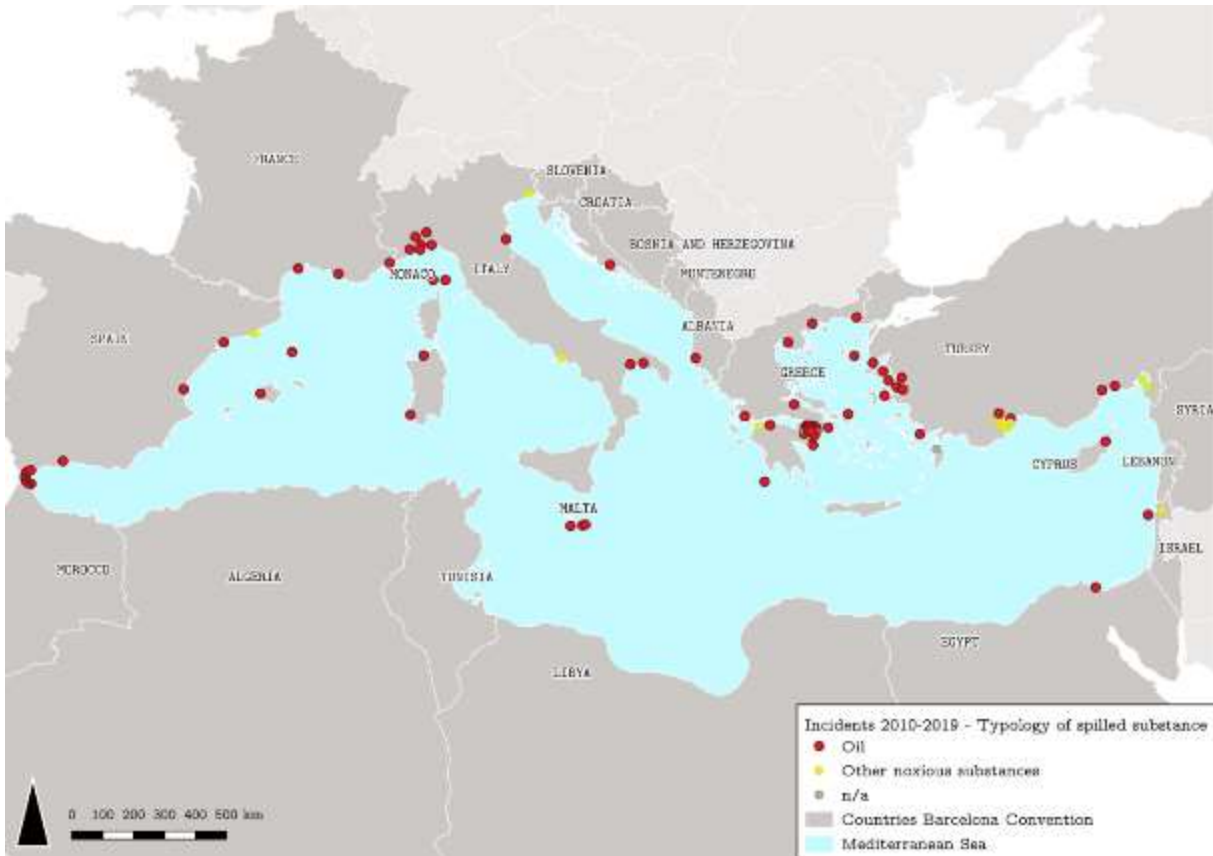 SLOVENIA
FRANCE
CROATIA
BOSNIA AND HERZEGOVINA
MONACO
ITALY
MONTENEGRO
ALBAVIA
SPAIN
GREECE
TURKEY
SYRIA
CYPRUS
LEBANON
MALTA
ISRAEL
MOROCCO
ALGERIA
TUNISIA
EGYPT
LIBYA
Incidents 2010-2019 - Typology of spilled substance
Oil
Other noxious substances
n/a
Countries Barcelona Convention
Mediterranean Sea
0 100 200 300 400 500 km